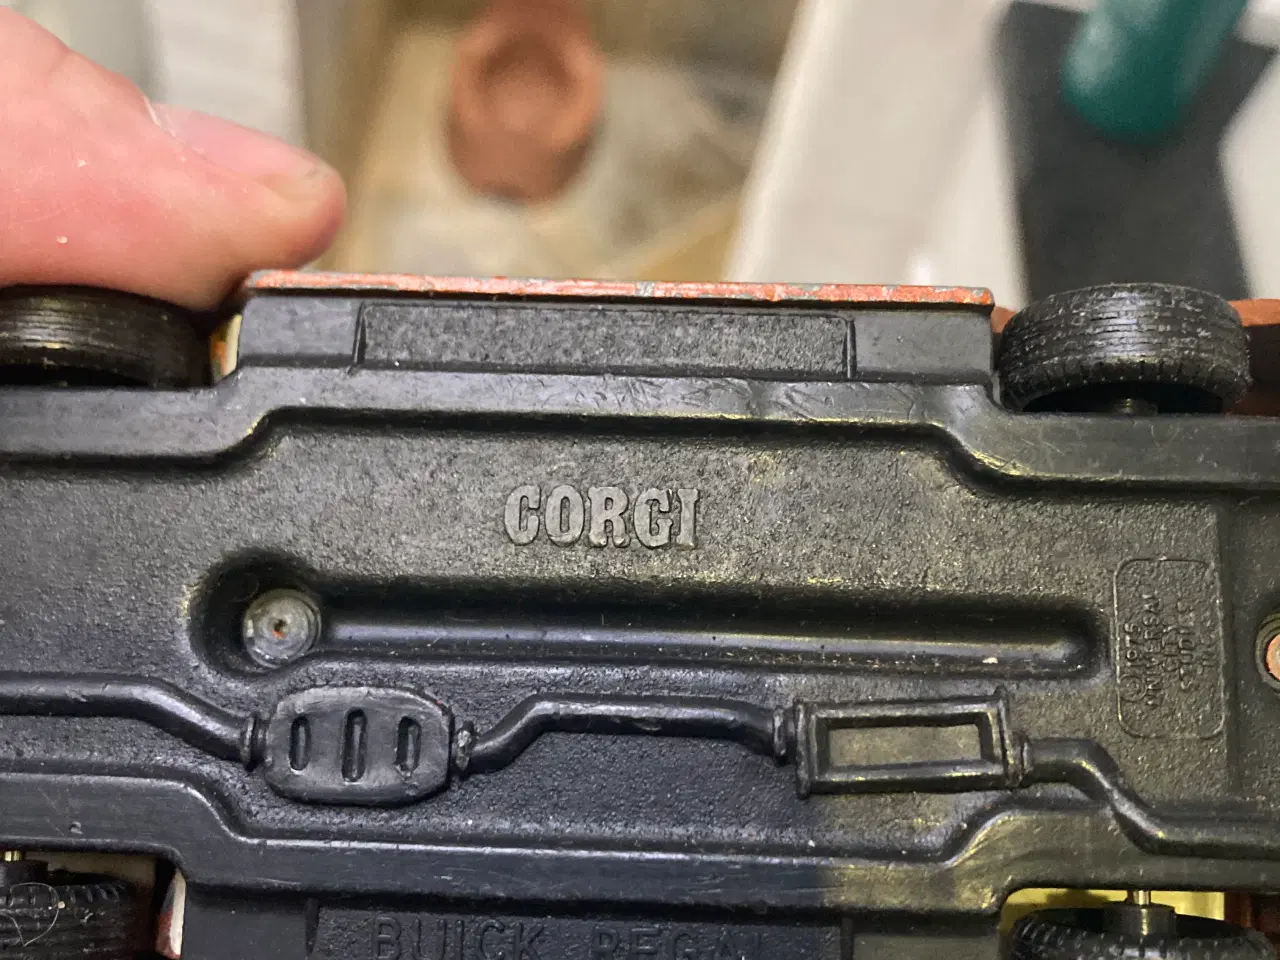 CORGI
BUICK REGAL
1975
UNIVERSAL
CITY
STUDIOS